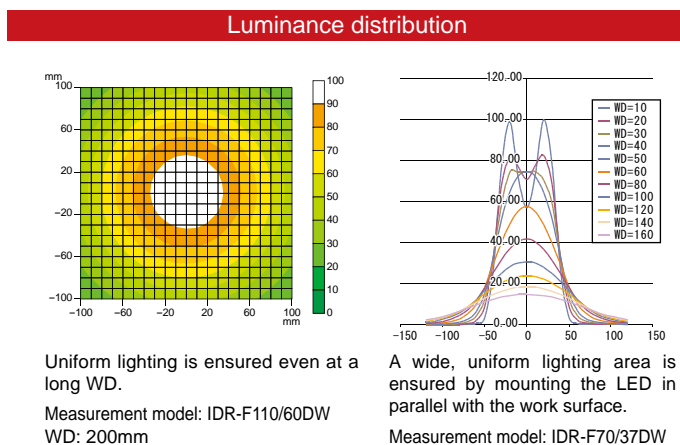 Luminance distribution
mm
100
60
20
−20
−60
−100
−100 −60 −20 20 60 100
mm
100
90
80
70
60
50
40
30
20
10
0
Uniform lighting is ensured even at a
long WD.
Measurement model: IDR-F110/60DW
WD: 200mm
120.00
100.00
80.00
60.00
40.00
20.00
0.00
−150 −100 −50 0 50 100 150
WD=10
WD=20
WD=30
WD=40
WD=50
WD=60
WD=80
WD=100
WD=120
WD=140
WD=160
A wide, uniform lighting area is
ensured by mounting the LED in
parallel with the work surface.
Measurement model: IDR-F70/37DW